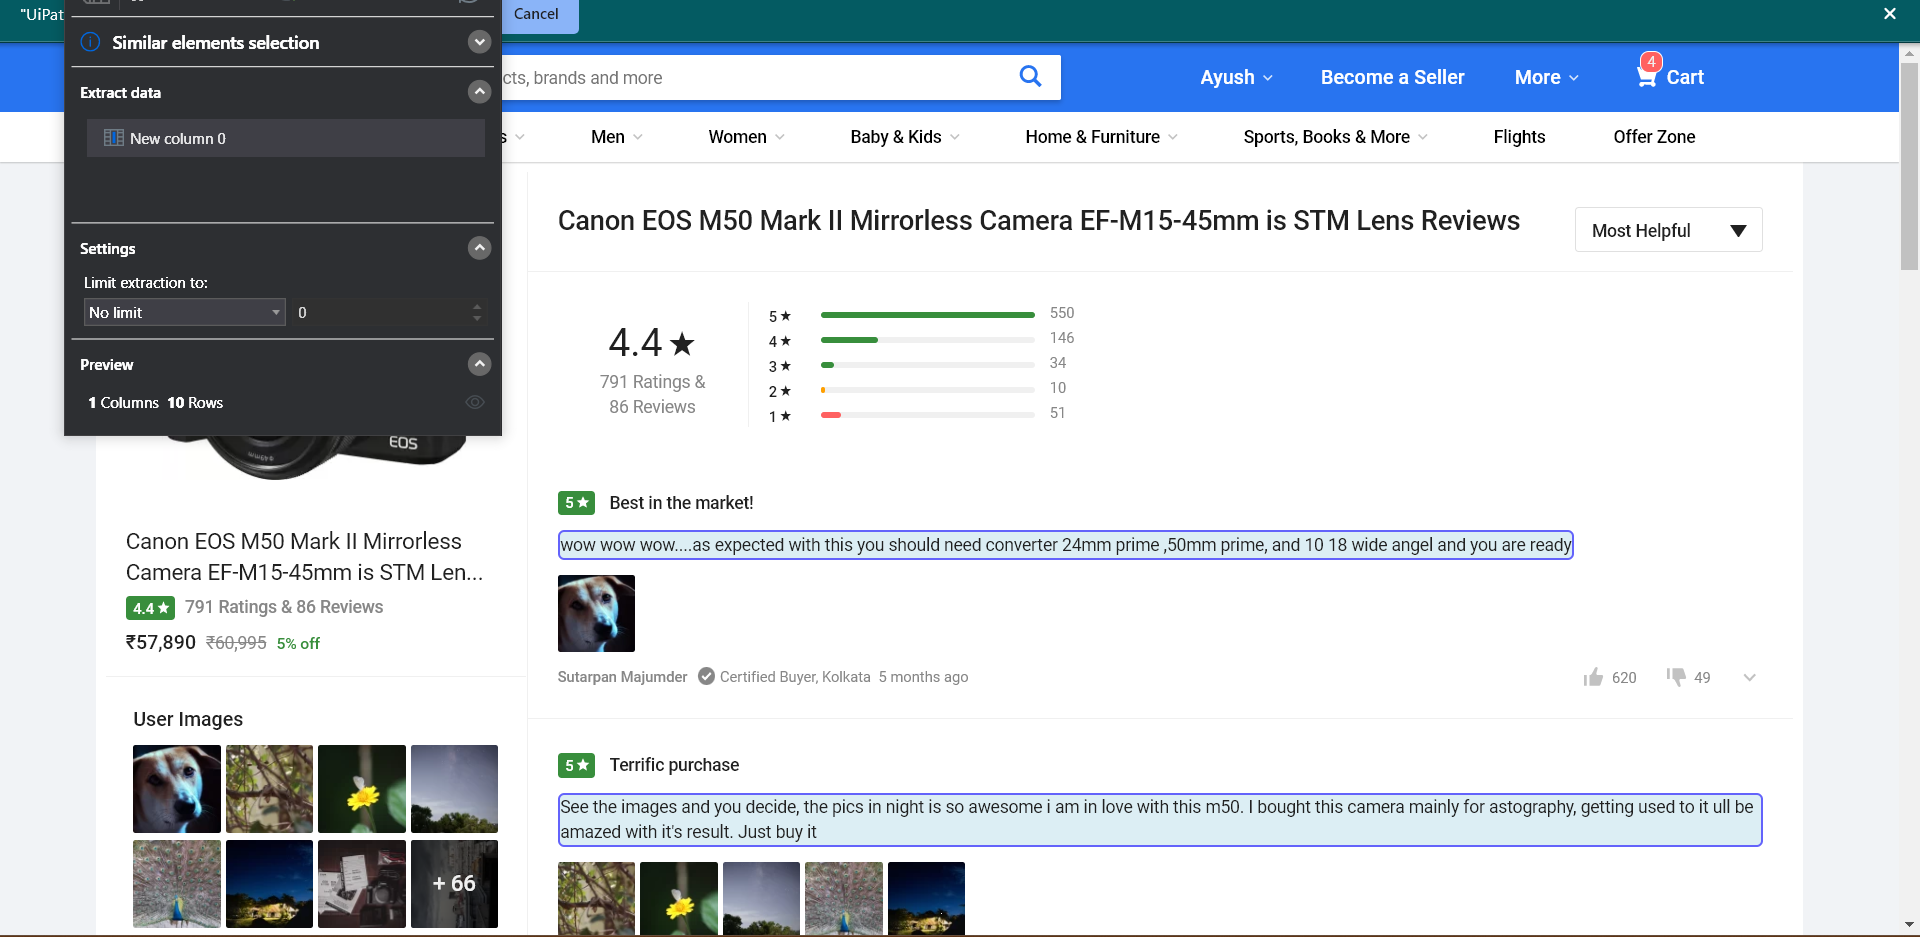 "UiPat
Cancel
Similar elements selection
Extract data
New column 0
Settings
Limit extraction to:
No limit 0
Preview
1 Columns 10 Rows
cts, brands and more
Ayush
Become a Seller
More
4
Cart
s
Men
Women
Baby & Kids
Home & Furniture
Sports, Books & More
Flights
Offer Zone
EOS
Canon EOS M50 Mark II Mirrorless
Camera EF-M15-45mm is STM Len...
4.4★ 791 Ratings & 86 Reviews
₹57,890 ₹60,995 5% off
User Images
+ 66
Canon EOS M50 Mark II Mirrorless Camera EF-M15-45mm is STM Lens Reviews
Most Helpful
4.4★
791 Ratings &
86 Reviews
5★ 550
4★ 146
3★ 34
2★ 10
1★ 51
5★ Best in the market!
wow wow wow....as expected with this you should need converter 24mm prime ,50mm prime, and 10 18 wide angel and you are ready
Sutarpan Majumder Certified Buyer, Kolkata 5 months ago
620 49
5★ Terrific purchase
See the images and you decide, the pics in night is so awesome i am in love with this m50. I bought this camera mainly for astography, getting used to it ull be
amazed with it's result. Just buy it